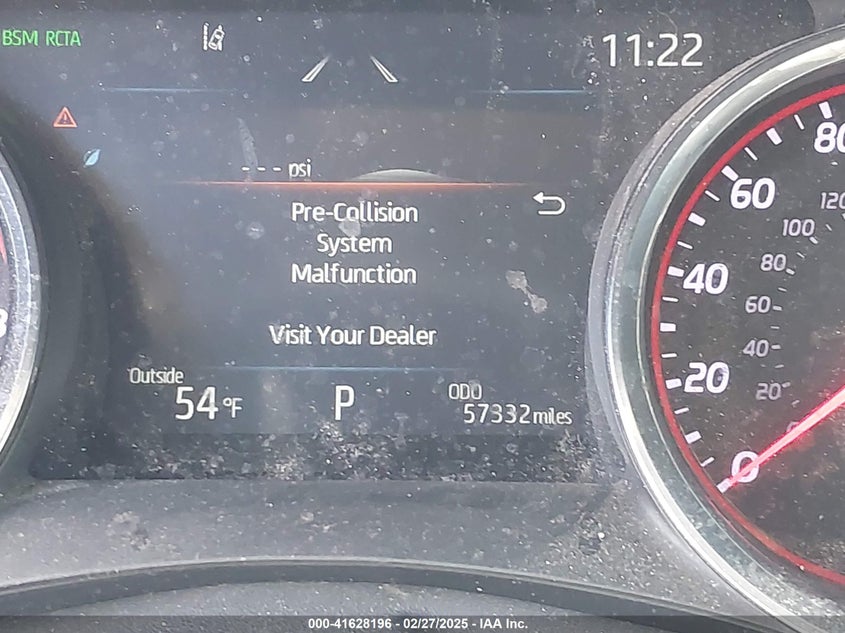 BSM RCTA
11:22
--- psi
Pre-Collision
System
Malfunction
Visit Your Dealer
Outside
54 °F
P
ODO
57332 miles
80
60
40
20
0
120
100
80
60
40
20
000-41628196 - 02/27/2025 - IAA Inc.